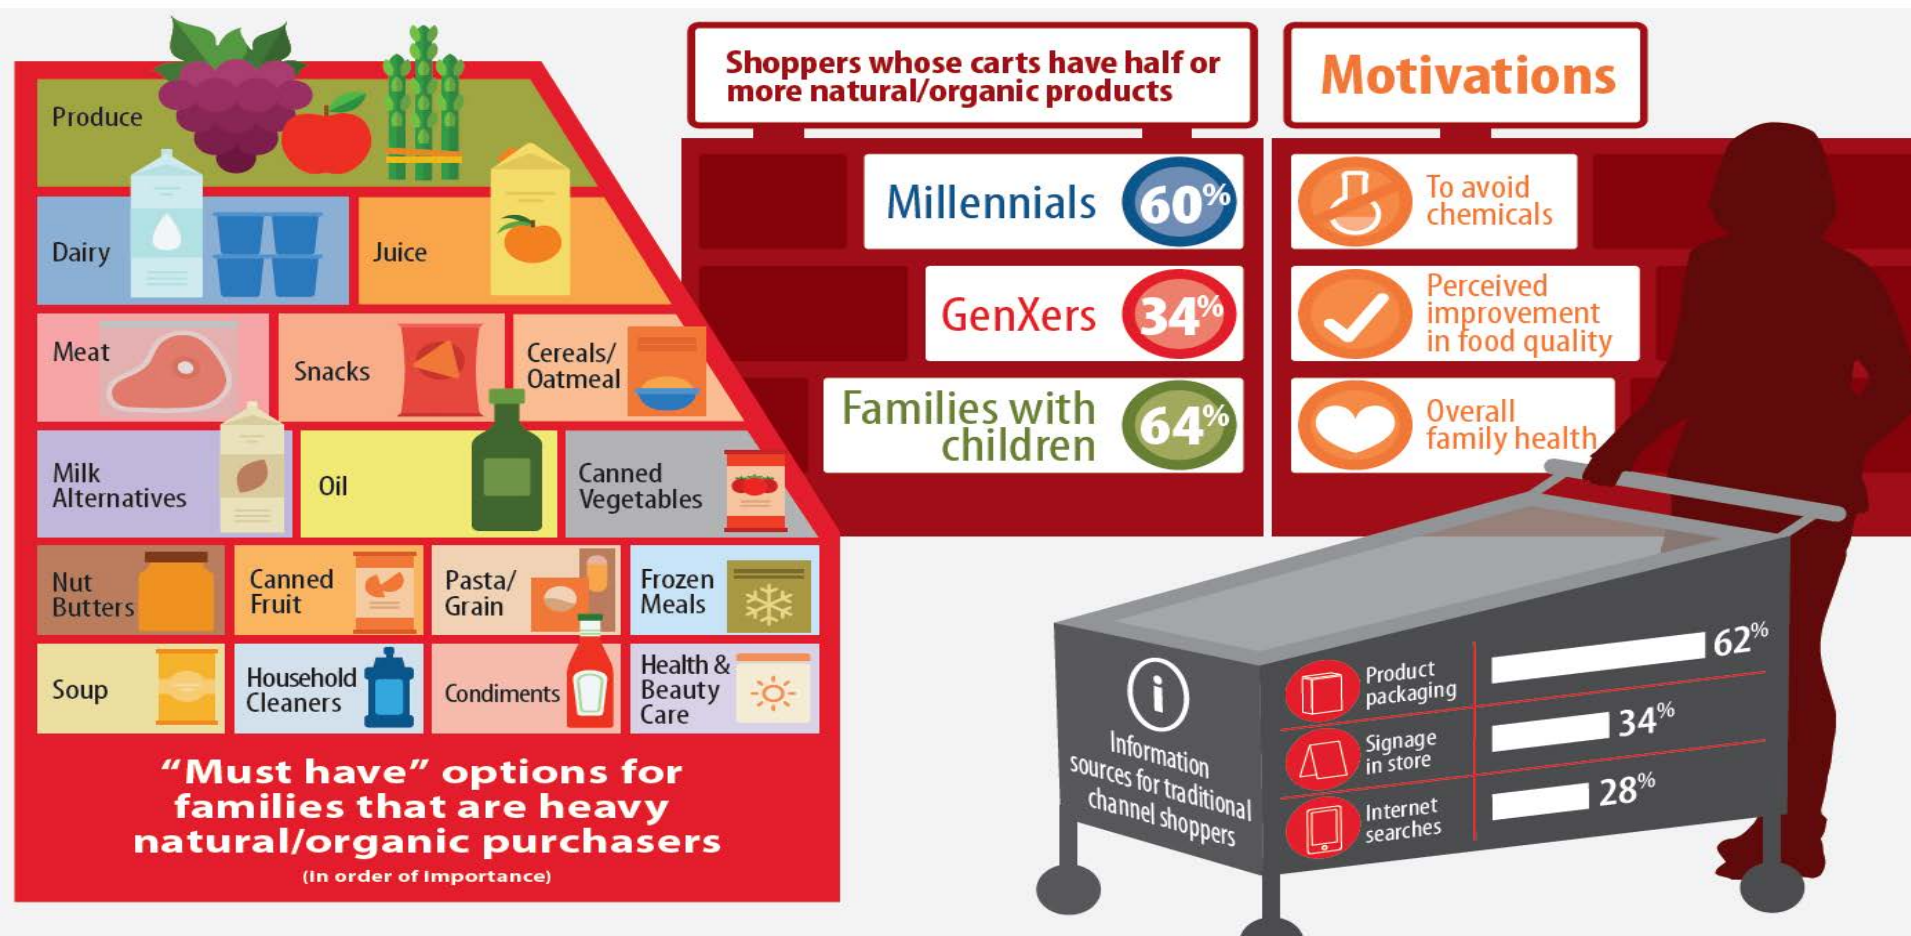 Produce
Dairy
Juice
Meat
Snacks
Cereals/
Oatmeal
Milk
Alternatives
Oil
Canned
Vegetables
Nut
Butters
Canned
Fruit
Pasta/
Grain
Frozen
Meals
Soup
Household
Cleaners
Condiments
Health &
Beauty
Care
“Must have” options for
families that are heavy
natural/organic purchasers
(In order of Importance)
Shoppers whose carts have half or
more natural/organic products
Millennials 60%
GenXers 34%
Families with
children 64%
Motivations
To avoid
chemicals
Perceived
improvement
in food quality
Overall
family health
i
Information
sources for traditional
channel shoppers
Product
packaging
62%
Signage
in store
34%
Internet
searches
28%